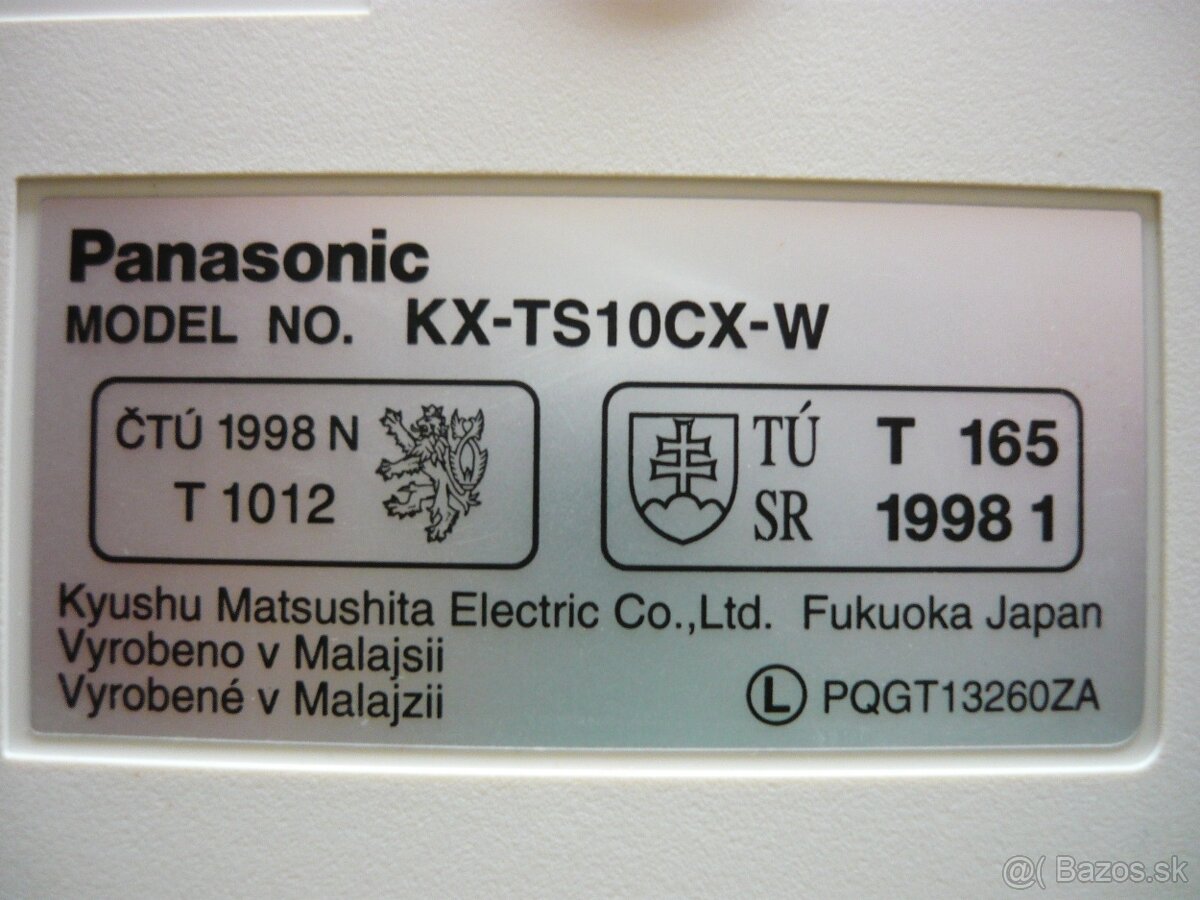 Panasonic
MODEL NO. KX-TS10CX-W
ČTÚ 1998 N
T 1012
TÚ T 165
SR 1998 1
Kyushu Matsushita Electric Co.,Ltd. Fukuoka Japan
Vyrobeno v Malajsii
Vyrobené v Malajzii
Ⓛ PQGT13260ZA
@( Bazos.sk